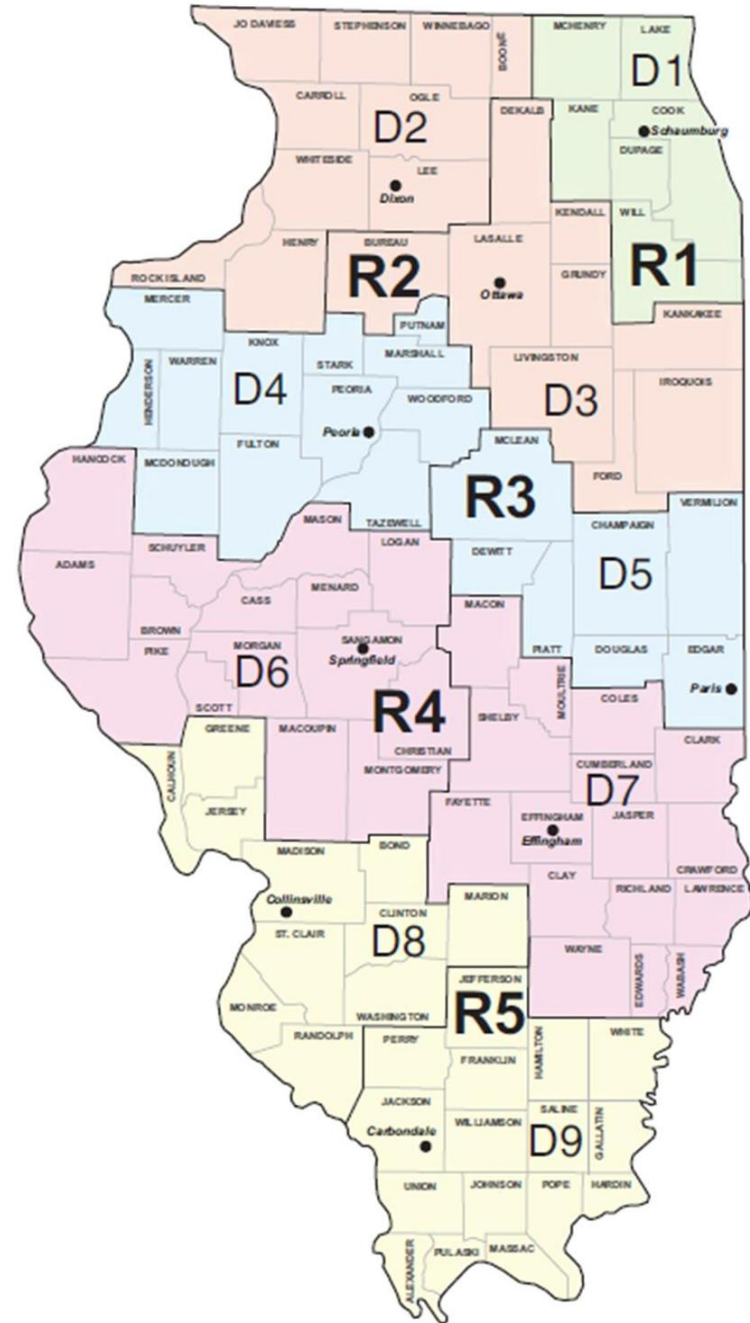 JO DAVIESS
STEPHENSON
WINNEBAGO
BOONE
MCHENRY
LAKE
D1
CARROLL
OGLE
D2
DEKALB
KANE
COOK
Schaumburg
DUPAGE
WHITESIDE
LEE
Dixon
KENDALL
WILL
HENRY
BUREAU
LASALLE
R1
ROCK ISLAND
R2
Ottawa
GRUNDY
MERCER
PUTNAM
KANKAKEE
KNOX
STARK
MARSHALL
LIVINGSTON
HENDERSON
WARREN
D4
PEORIA
WOODFORD
D3
IROQUOIS
Peoria
FULTON
MCLEAN
HANCOCK
MCDONOUGH
R3
FORD
MASON
TAZEWELL
VERMILION
CHAMPAIGN
SCHUYLER
LOGAN
DEWITT
ADAMS
CASS
MENARD
D5
MACON
BROWN
PIKE
MORGAN
SANGAMON
Springfield
PIATT
DOUGLAS
EDGAR
D6
Paris
SCOTT
R4
SHELBY
MOULTRIE
COLES
GREENE
MACOUPIN
CHRISTIAN
CLARK
CALHOUN
MONTGOMERY
CUMBERLAND
D7
JERSEY
FAYETTE
EFFINGHAM
Effingham
JASPER
MADISON
BOND
CRAWFORD
CLAY
RICHLAND
LAWRENCE
Collinsville
MARION
CLINTON
ST. CLAIR
D8
WAYNE
EDWARDS
WABASH
JEFFERSON
MONROE
R5
WASHINGTON
RANDOLPH
PERRY
HAMILTON
WHITE
FRANKLIN
JACKSON
SALINE
GALLATIN
Carbondale
WILLIAMSON
D9
UNION
JOHNSON
POPE
HARDIN
ALEXANDER
PULASKI
MASSAC